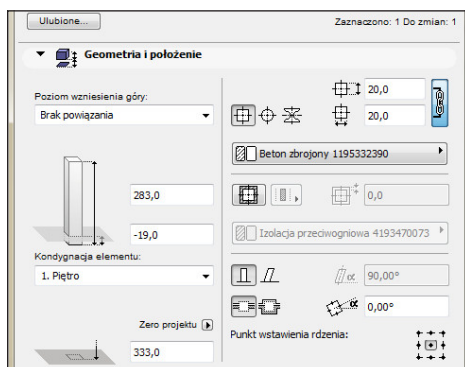 Ulubione...
Zaznaczono: 1 Do zmian: 1
Geometria i położenie
Poziom wzniesienia góry:
Brak powiązania
283,0
-19,0
Kondygnacja elementu:
1. Piętro
Zero projektu
333,0
20,0
20,0
Beton zbrojony 1195332390
0,0
Izolacja przeciwogniowa 4193470073
α 90,00°
α 0,00°
Punkt wstawienia rdzenia: